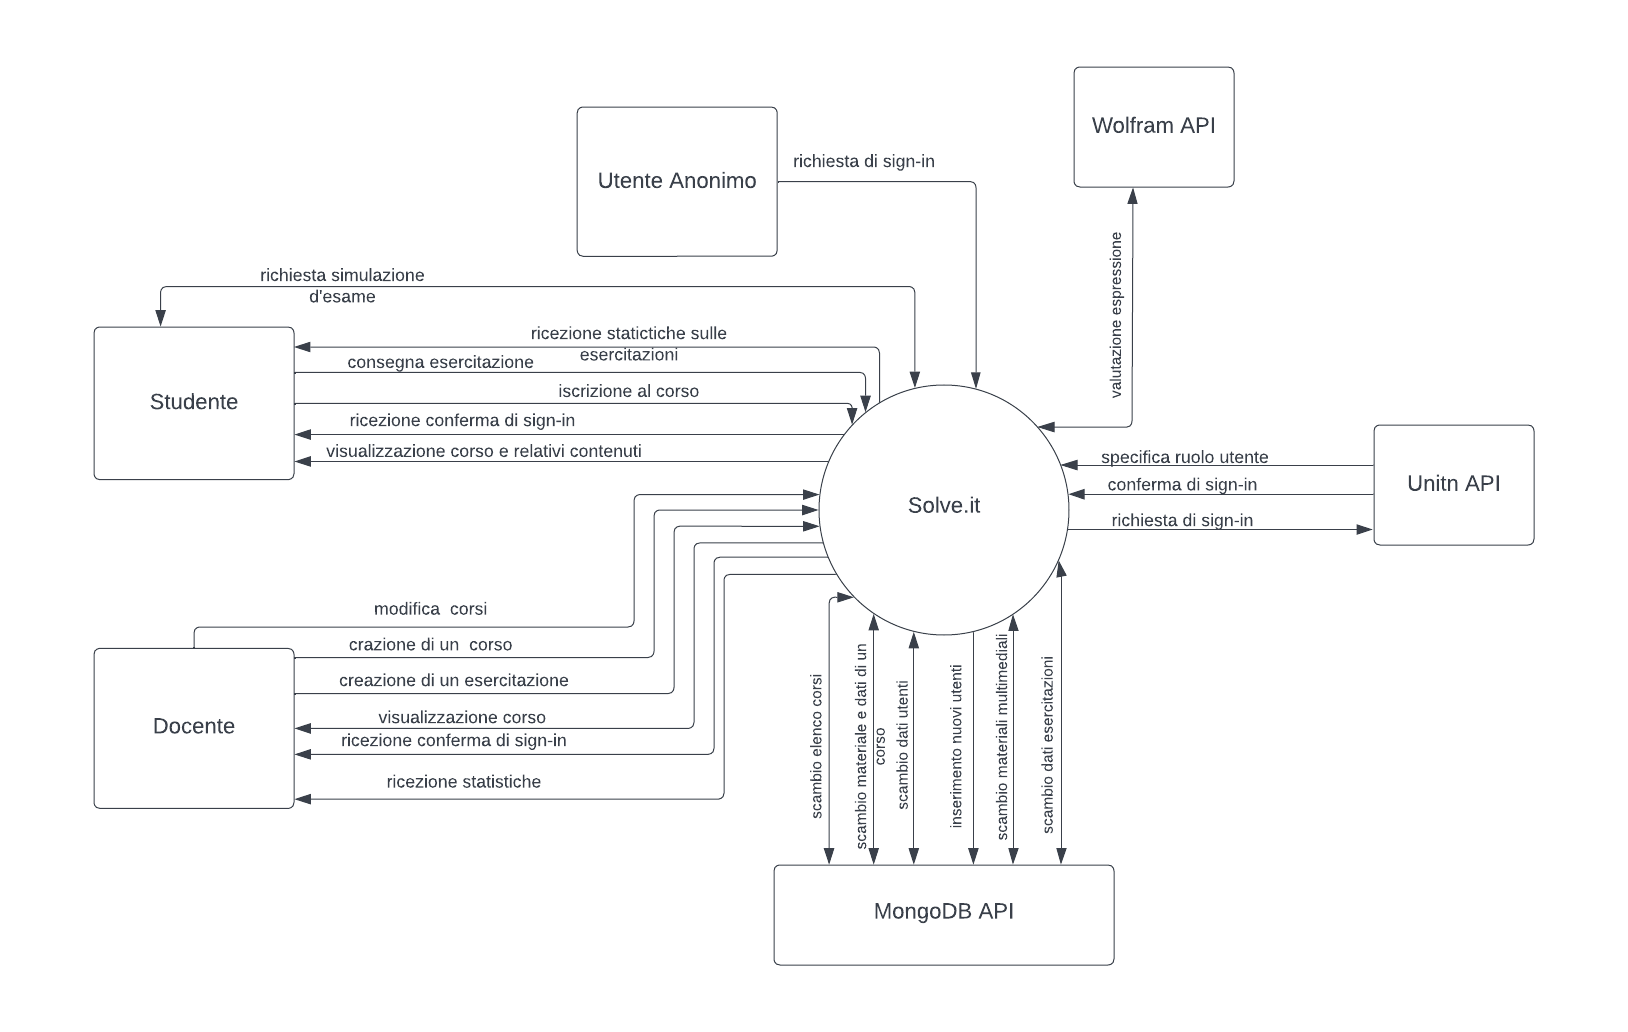 Wolfram API
Utente Anonimo
richiesta di sign-in
valutazione espressione
richiesta simulazione
d'esame
ricezione statictiche sulle
esercitazioni
consegna esercitazione
iscrizione al corso
ricezione conferma di sign-in
visualizzazione corso e relativi contenuti
Studente
Solve.it
specifica ruolo utente
conferma di sign-in
richiesta di sign-in
Unitn API
modifica  corsi
crazione di un  corso
creazione di un esercitazione
visualizzazione corso
ricezione conferma di sign-in
ricezione statistiche
Docente
scambio elenco corsi
scambio materiale e dati di un
corso
scambio dati utenti
inserimento nuovi utenti
scambio materiali multimediali
scambio dati esercitazioni
MongoDB API